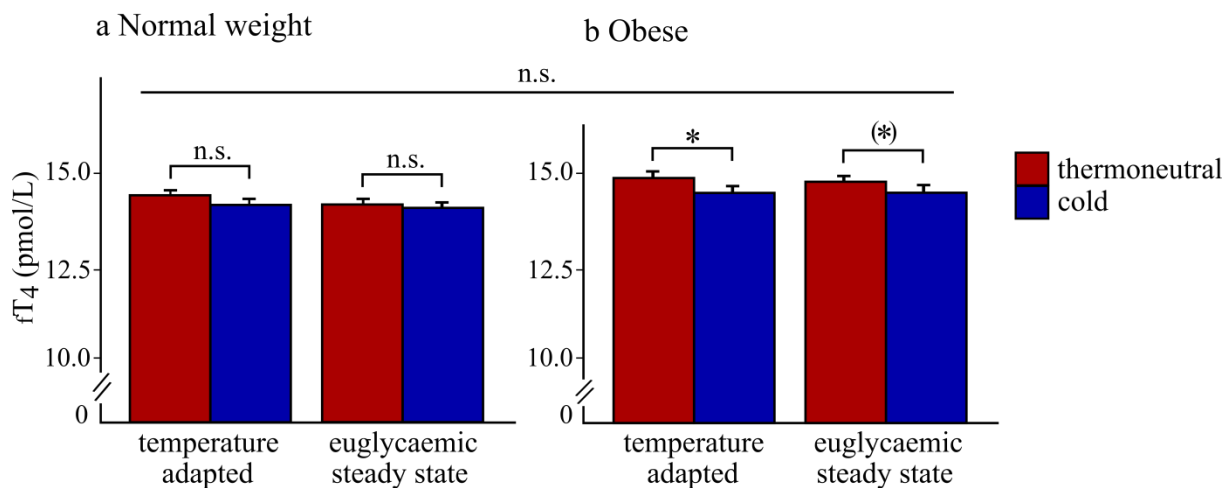 a Normal weight
b Obese
n.s.
fT4 (pmol/L)
15.0
12.5
10.0
0
n.s.
n.s.
temperature
adapted
euglycaemic
steady state
15.0
12.5
10.0
0
*
(*)
temperature
adapted
euglycaemic
steady state
thermoneutral
cold